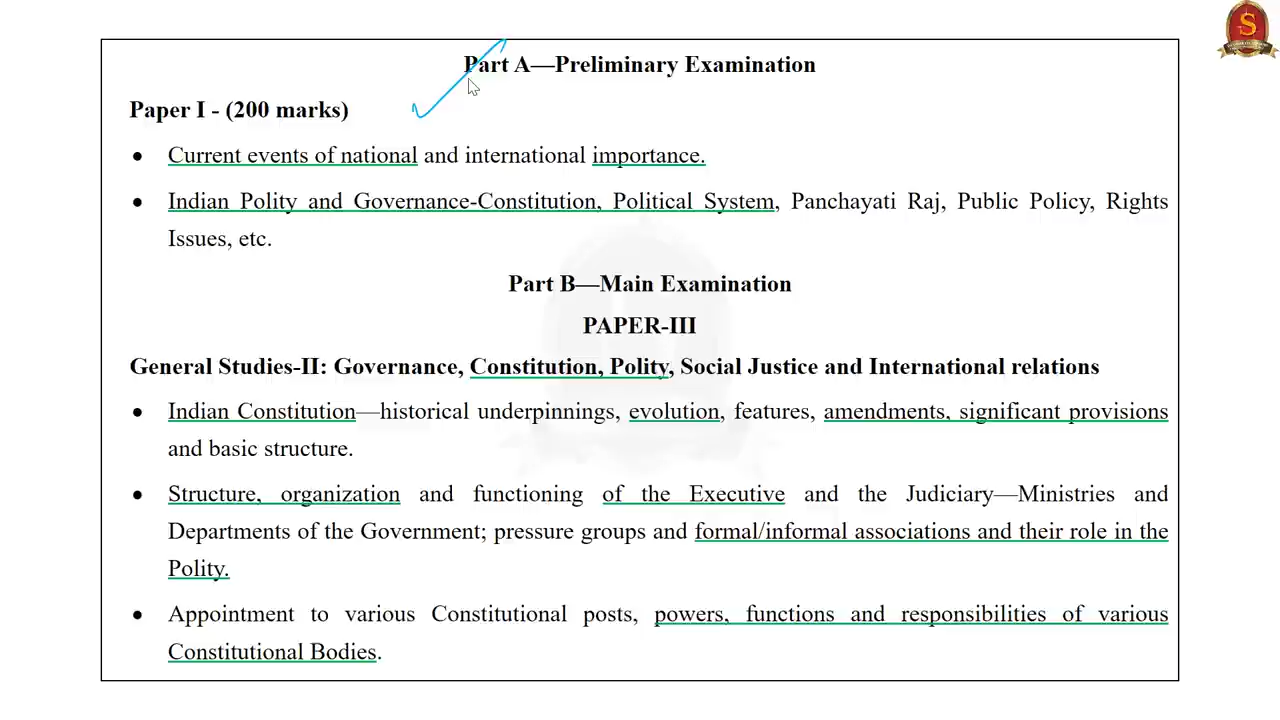 Part A—Preliminary Examination
Paper I - (200 marks)
• Current events of national and international importance.
• Indian Polity and Governance-Constitution, Political System, Panchayati Raj, Public Policy, Rights
Issues, etc.
Part B—Main Examination
PAPER-III
General Studies-II: Governance, Constitution, Polity, Social Justice and International relations
• Indian Constitution—historical underpinnings, evolution, features, amendments, significant provisions
and basic structure.
• Structure, organization and functioning of the Executive and the Judiciary—Ministries and
Departments of the Government; pressure groups and formal/informal associations and their role in the
Polity.
• Appointment to various Constitutional posts, powers, functions and responsibilities of various
Constitutional Bodies.
S